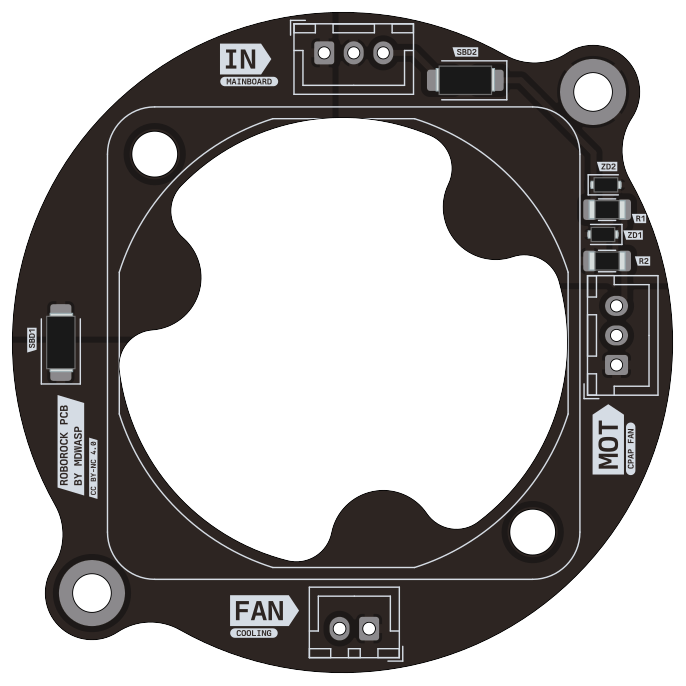 IN
MAINBOARD
SBD2
ZD2
R1
ZD1
R2
SBD1
ROBOROCK PCB
BY MDWASP
CC BY-NC 4.0
MOT
CPAP FAN
FAN
COOLING